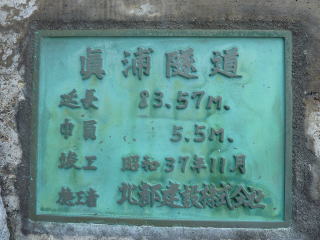 眞浦隧道
延長 83.57M.
巾員 5.5M.
竣工 昭和37年11月
施工者 北都建設株式会社